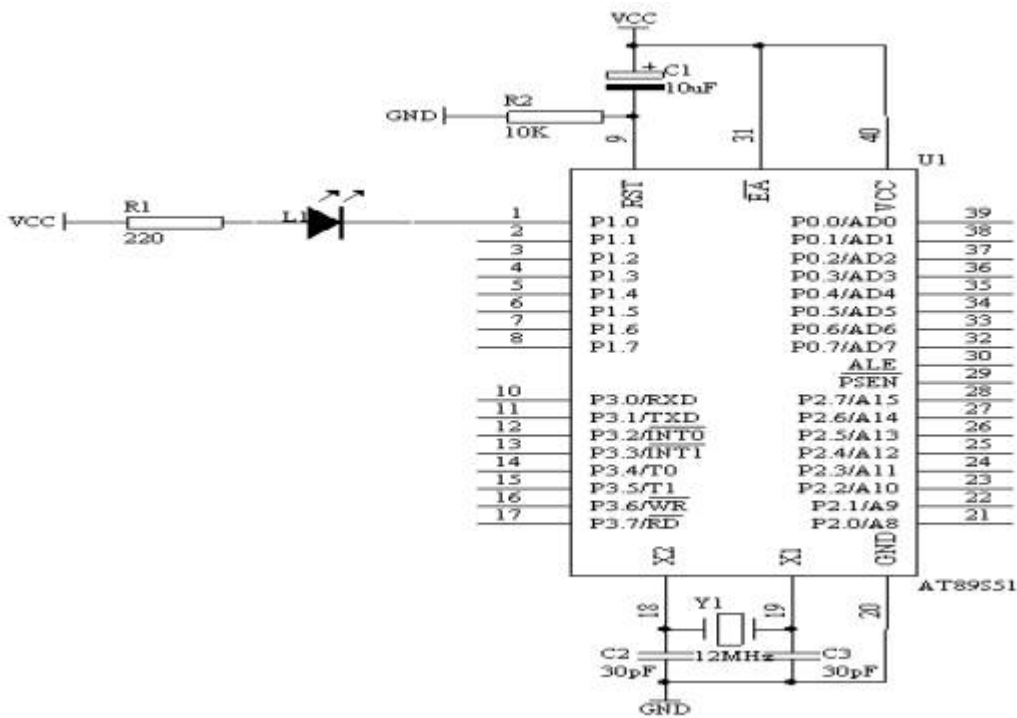 VCC
C1
10uF
R2
GND
10K
9
31
40
U1
RST
EA
VCC
R1
L1
VCC
220
1 P1.0 P0.0/AD0 39
2 P1.1 P0.1/AD1 38
3 P1.2 P0.2/AD2 37
4 P1.3 P0.3/AD3 36
5 P1.4 P0.4/AD4 35
6 P1.5 P0.5/AD5 34
7 P1.6 P0.6/AD6 33
8 P1.7 P0.7/AD7 32
ALE 30
PSEN 29
10 P3.0/RXD P2.7/A15 28
11 P3.1/TXD P2.6/A14 27
12 P3.2/INT0 P2.5/A13 26
13 P3.3/INT1 P2.4/A12 25
14 P3.4/T0 P2.3/A11 24
15 P3.5/T1 P2.2/A10 23
16 P3.6/WR P2.1/A9 22
17 P3.7/RD P2.0/A8 21
X2
X1
GND
AT89S51
18
Y1
19
20
C2
12MHz
C3
30pF
30pF
GND